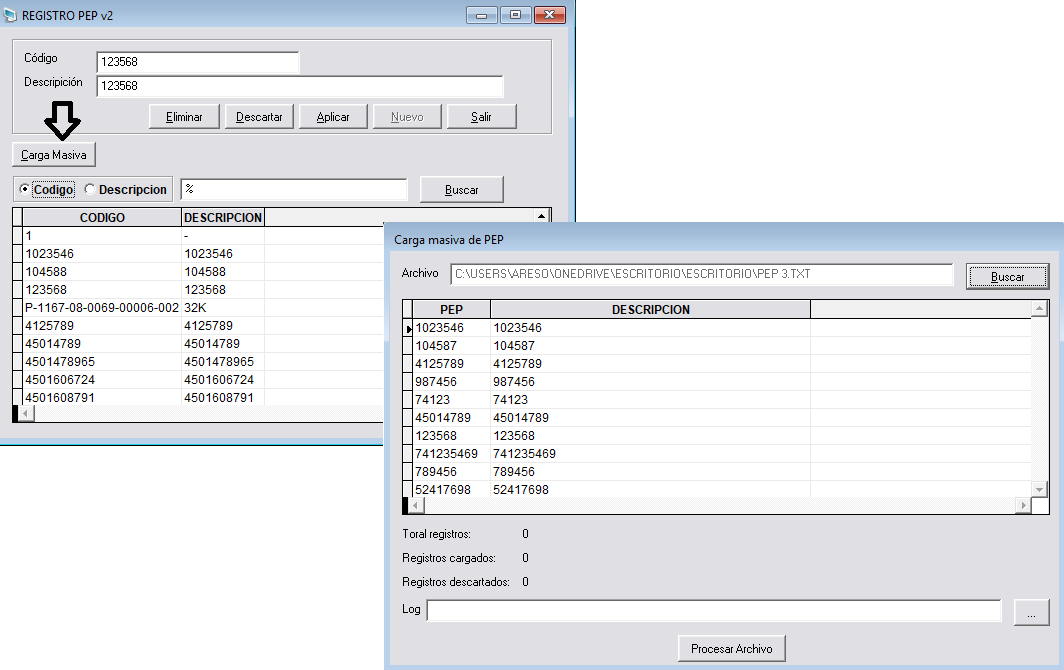 REGISTRO PEP v2
Código 123568
Descripición 123568
Eliminar Descartar Aplicar Nuevo Salir
Carga Masiva
Codigo Descripcion % Buscar
CODIGO DESCRIPCION
1 -
1023546 1023546
104588 104588
123568 123568
P-1167-08-0069-00006-002 32K
4125789 4125789
45014789 45014789
4501478965 4501478965
4501606724 4501606724
4501608791 4501608791
Carga masiva de PEP
Archivo C:\USERS\ARESO\ONEDRIVE\ESCRITORIO\ESCRITORIO\PEP 3.TXT Buscar
PEP DESCRIPCION
1023546 1023546
104587 104587
4125789 4125789
987456 987456
74123 74123
45014789 45014789
123568 123568
741235469 741235469
789456 789456
52417698 52417698
Toral registros: 0
Registros cargados: 0
Registros descartados: 0
Log ...
Procesar Archivo